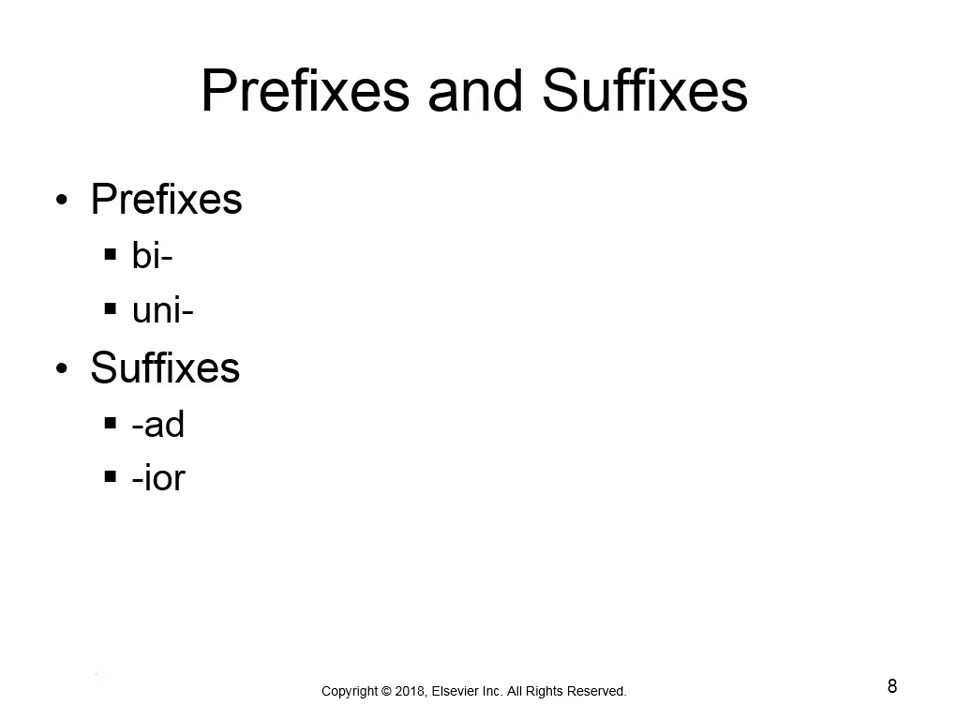 Prefixes and Suffixes
• Prefixes
▪ bi-
▪ uni-
• Suffixes
▪ -ad
▪ -ior
Copyright © 2018, Elsevier Inc. All Rights Reserved.
8